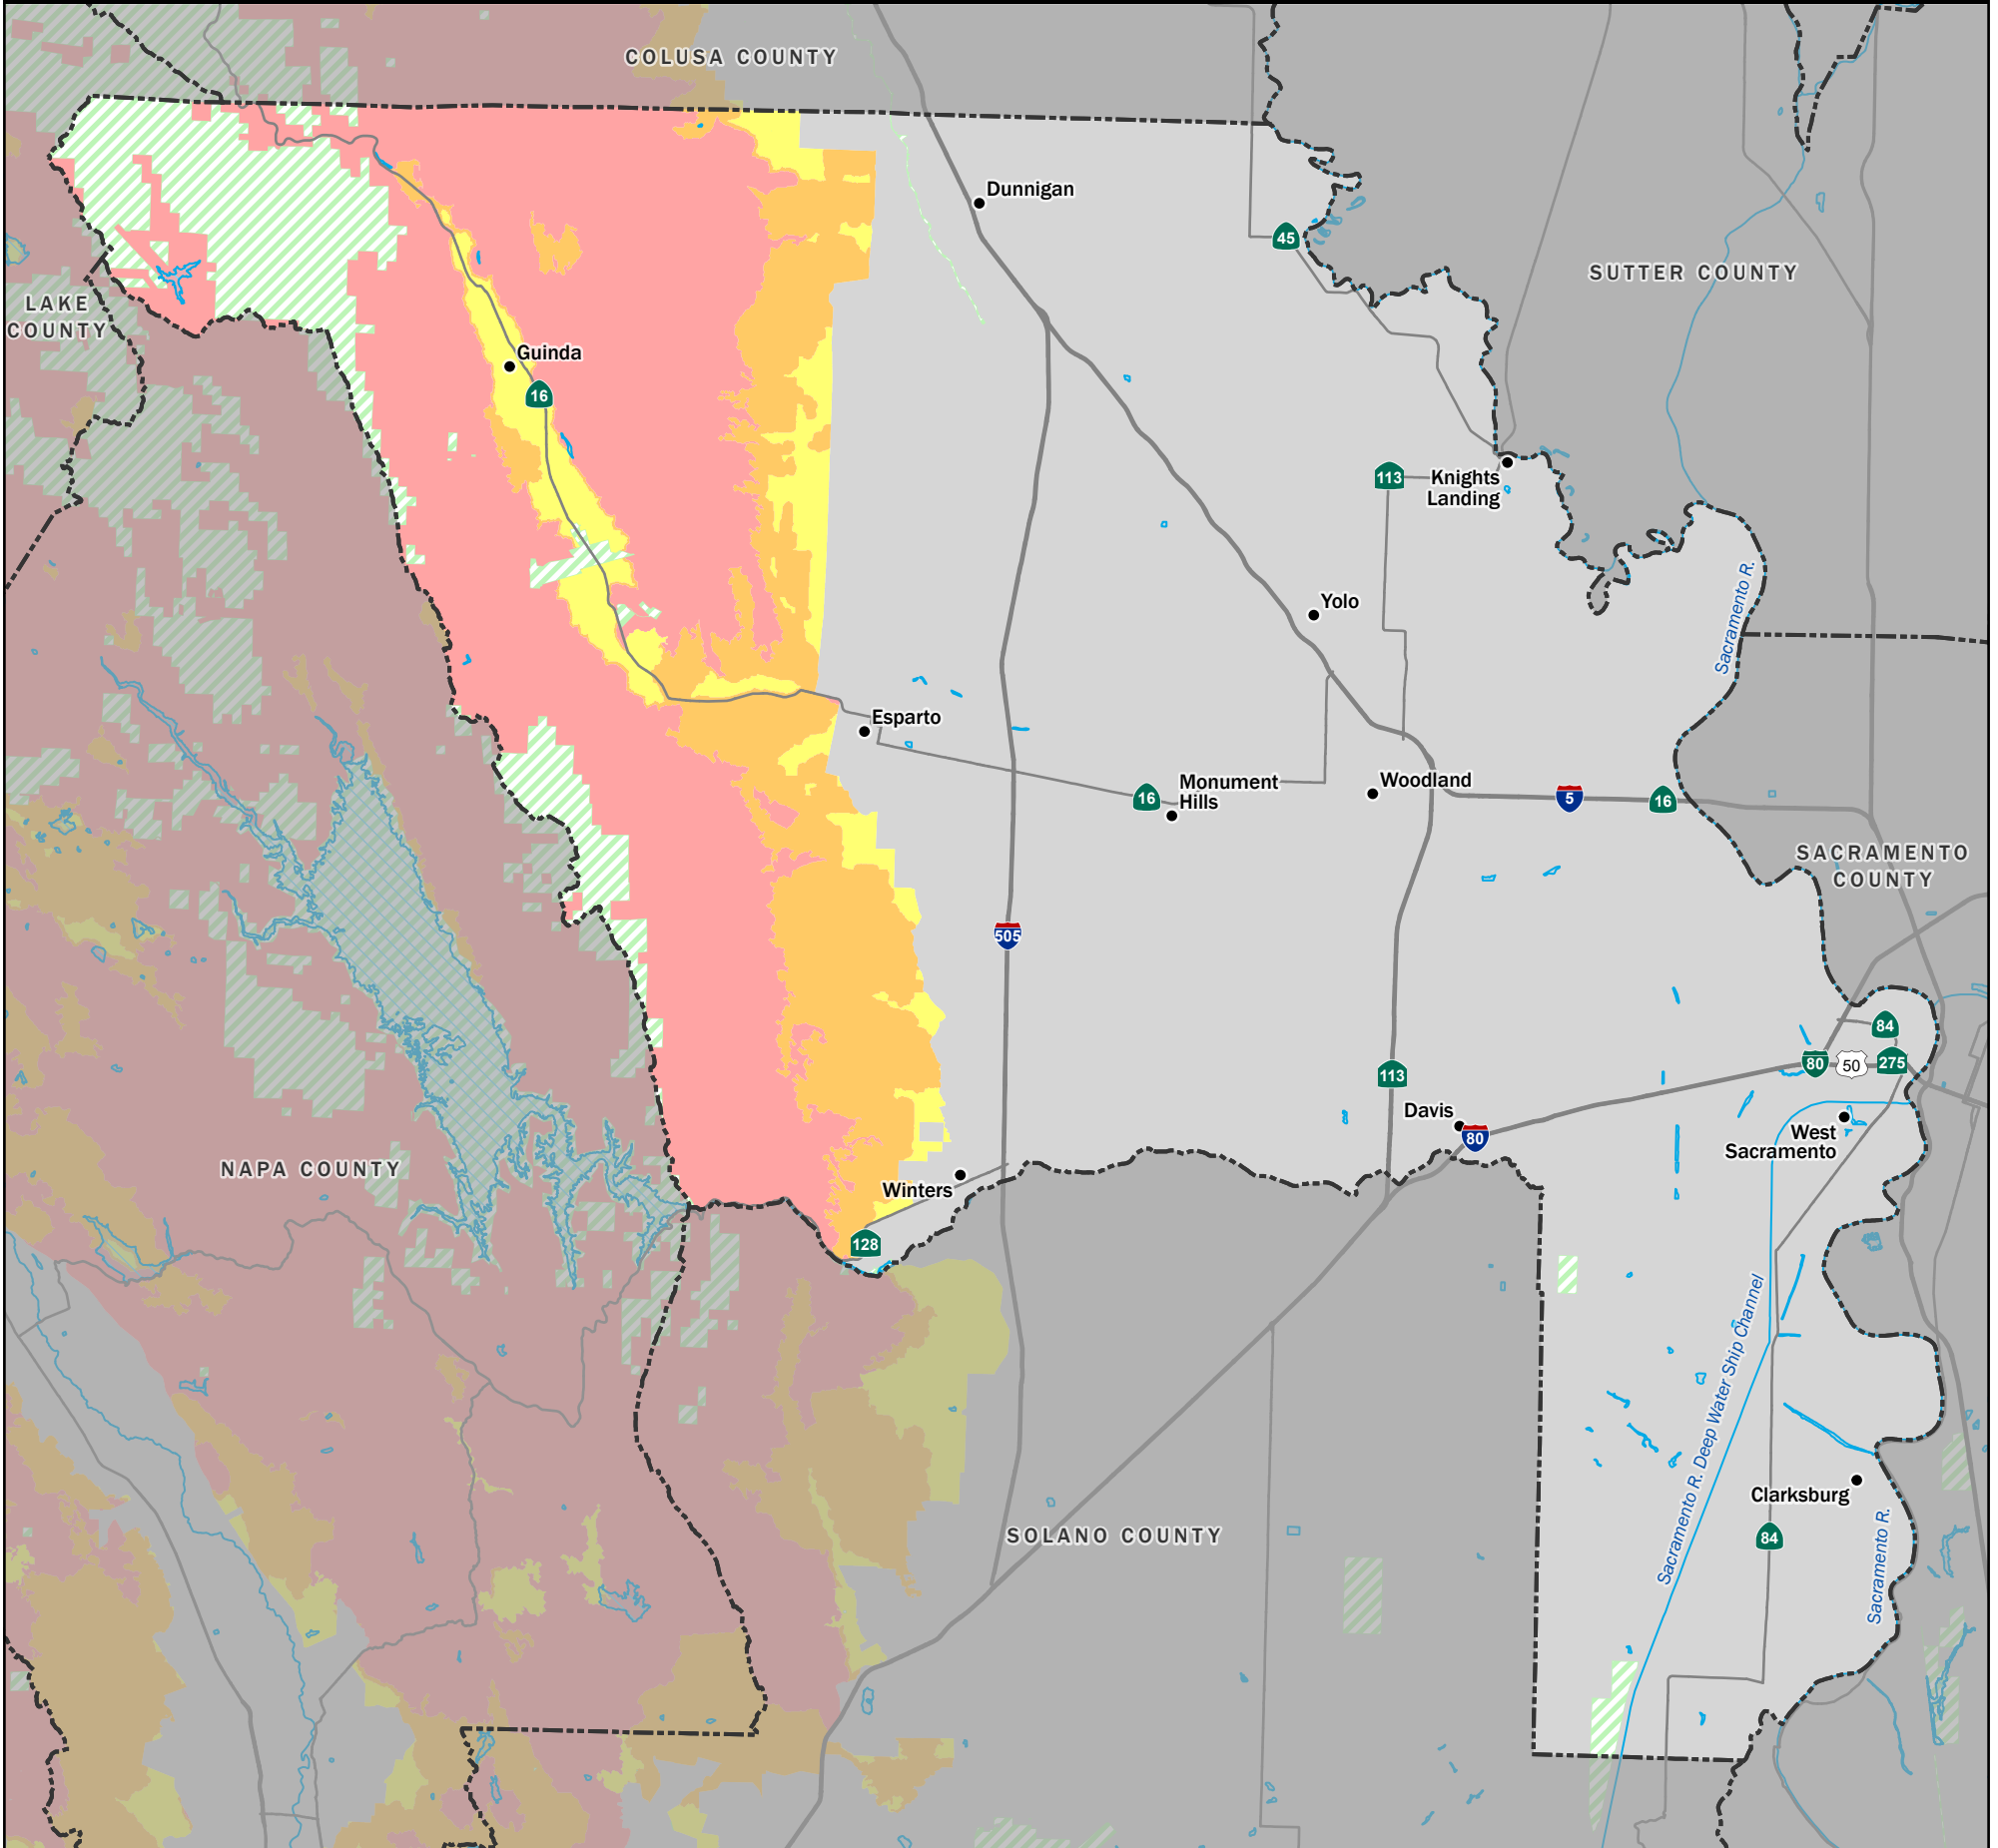 COLUSA COUNTY
Dunnigan
45
SUTTER COUNTY
LAKE
COUNTY
Guinda
16
113
Knights
Landing
Yolo
Sacramento R.
Esparto
Monument
Hills
16
Woodland
5
16
SACRAMENTO
COUNTY
505
84
80
50
275
113
Davis
80
West
Sacramento
NAPA COUNTY
Winters
128
Sacramento R. Deep Water Ship Channel
Clarksburg
SOLANO COUNTY
84
Sacramento R.